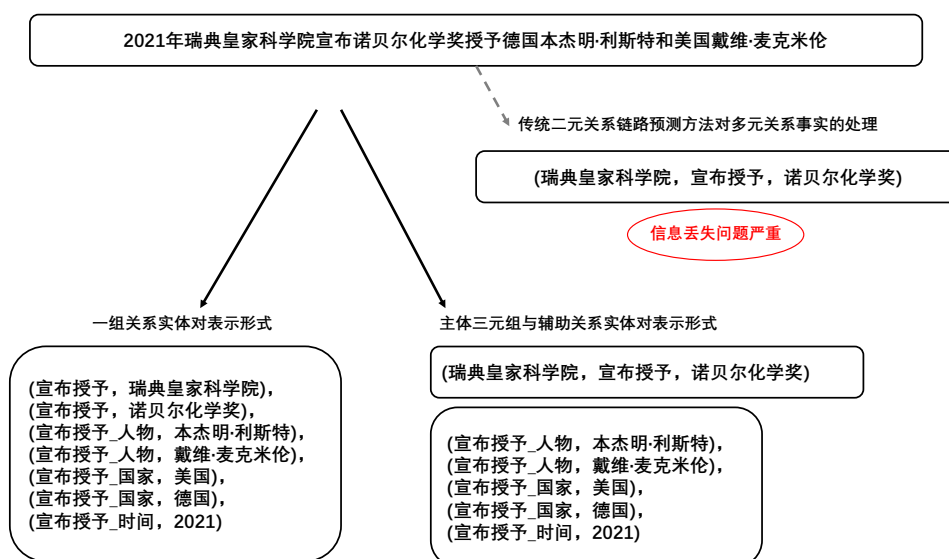 2021年瑞典皇家科学院宣布诺贝尔化学奖授予德国本杰明·利斯特和美国戴维·麦克米伦
传统二元关系链路预测方法对多元关系事实的处理
(瑞典皇家科学院，宣布授予，诺贝尔化学奖)
信息丢失问题严重
一组关系实体对表示形式
(宣布授予，瑞典皇家科学院),
(宣布授予，诺贝尔化学奖),
(宣布授予_人物，本杰明·利斯特),
(宣布授予_人物，戴维·麦克米伦),
(宣布授予_国家，美国),
(宣布授予_国家，德国),
(宣布授予_时间，2021)
主体三元组与辅助关系实体对表示形式
(瑞典皇家科学院，宣布授予，诺贝尔化学奖)
(宣布授予_人物，本杰明·利斯特),
(宣布授予_人物，戴维·麦克米伦),
(宣布授予_国家，美国),
(宣布授予_国家，德国),
(宣布授予_时间，2021)